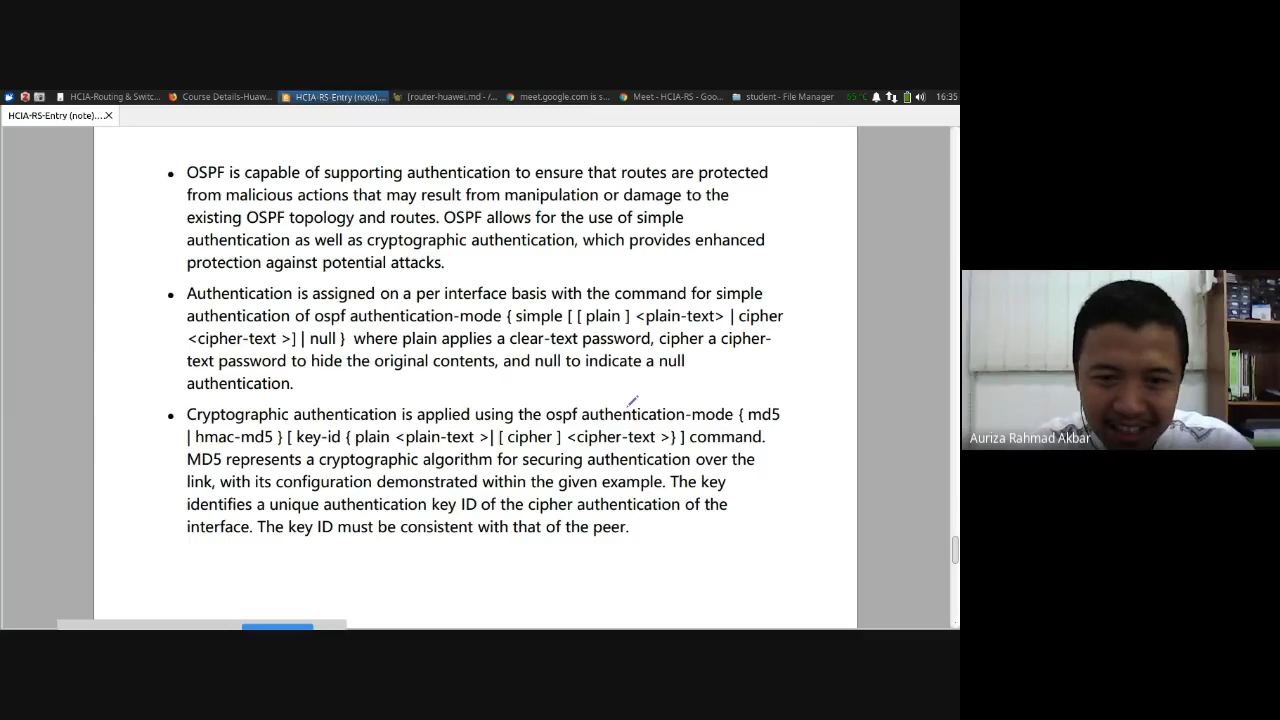 HCIA-Routing & Switc...
Course Details-Huaw...
HCIA-RS-Entry (note)....
[router-huawei.md - /...
meet.google.com is s...
Meet - HCIA-RS - Goo...
student - File Manager
65°C
16:35
HCIA-RS-Entry (note)....
• OSPF is capable of supporting authentication to ensure that routes are protected
from malicious actions that may result from manipulation or damage to the
existing OSPF topology and routes. OSPF allows for the use of simple
authentication as well as cryptographic authentication, which provides enhanced
protection against potential attacks.
• Authentication is assigned on a per interface basis with the command for simple
authentication of ospf authentication-mode { simple [ [ plain ] <plain-text> | cipher
<cipher-text >] | null } where plain applies a clear-text password, cipher a cipher-
text password to hide the original contents, and null to indicate a null
authentication.
• Cryptographic authentication is applied using the ospf authentication-mode { md5
| hmac-md5 } [ key-id { plain <plain-text >| [ cipher ] <cipher-text >} ] command.
MD5 represents a cryptographic algorithm for securing authentication over the
link, with its configuration demonstrated within the given example. The key
identifies a unique authentication key ID of the cipher authentication of the
interface. The key ID must be consistent with that of the peer.
Auriza Rahmad Akbar